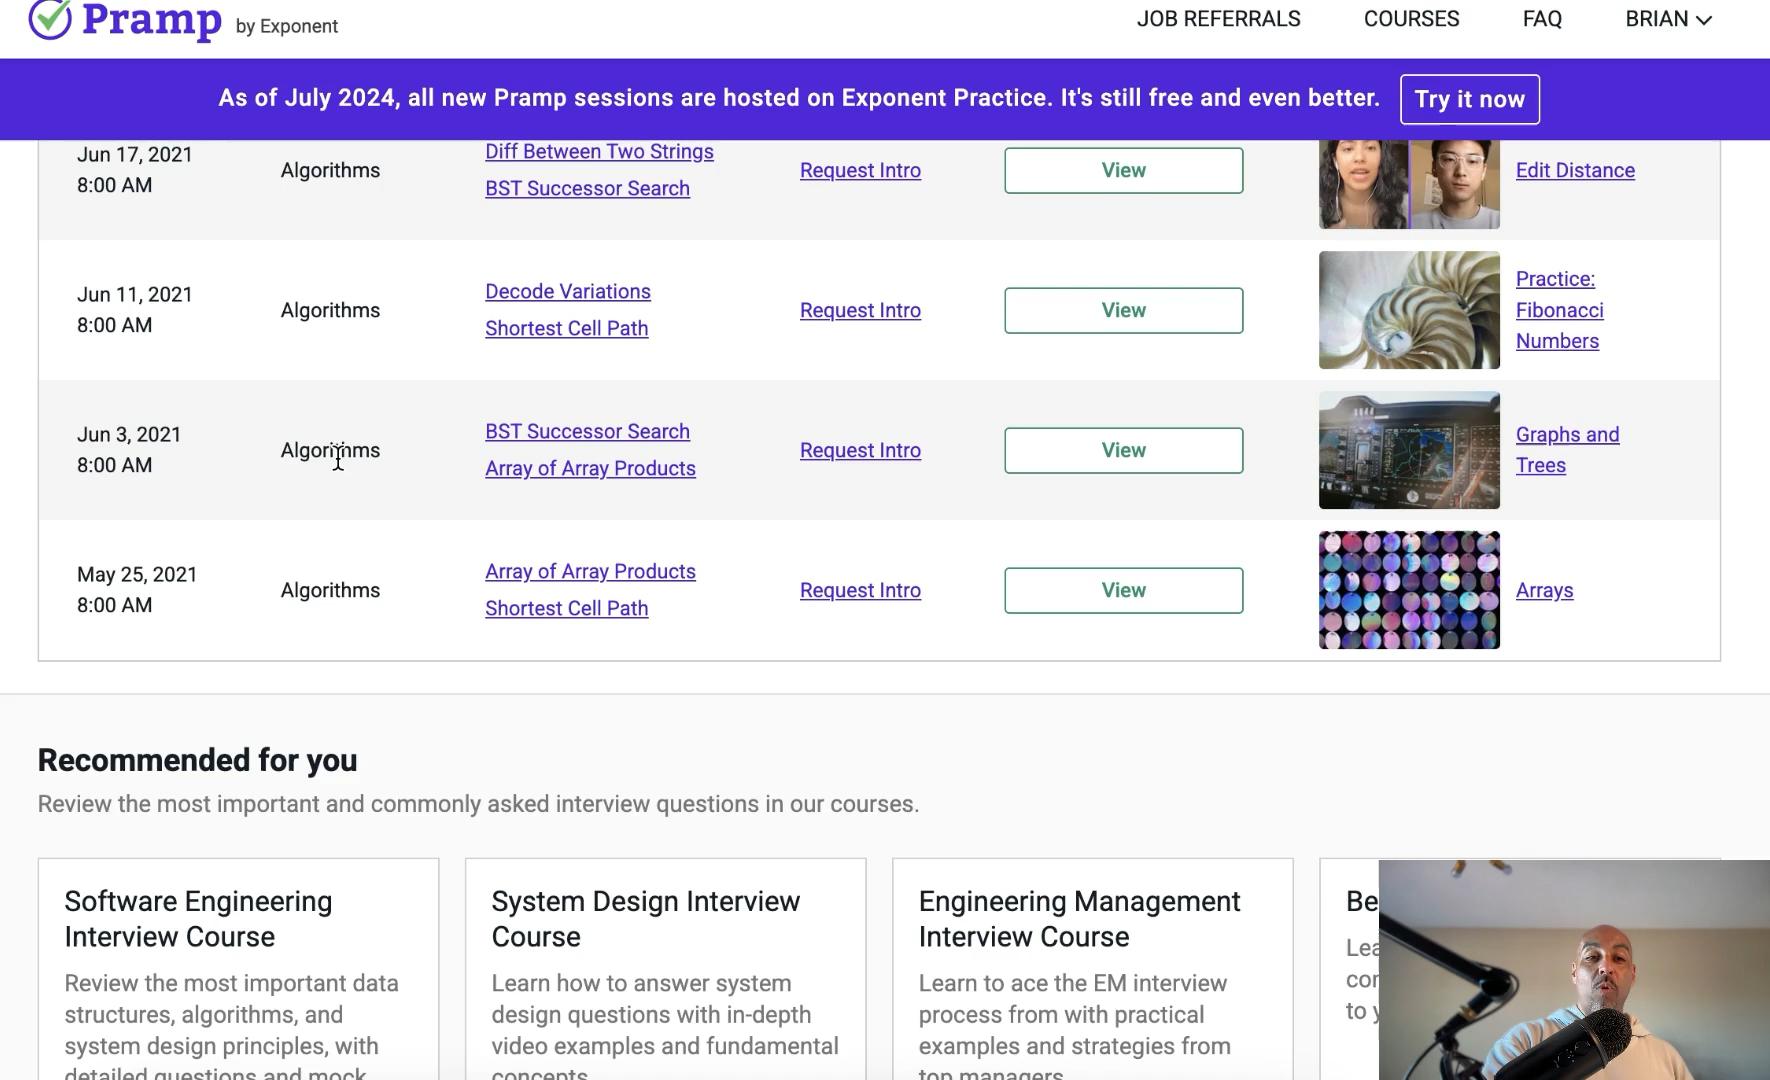 Pramp by Exponent
JOB REFERRALS COURSES FAQ BRIAN
As of July 2024, all new Pramp sessions are hosted on Exponent Practice. It's still free and even better. Try it now
Jun 17, 2021
8:00 AM
Algorithms
Diff Between Two Strings
BST Successor Search
Request Intro
View
Edit Distance
Jun 11, 2021
8:00 AM
Algorithms
Decode Variations
Shortest Cell Path
Request Intro
View
Practice:
Fibonacci
Numbers
Jun 3, 2021
8:00 AM
Algorithms
BST Successor Search
Array of Array Products
Request Intro
View
Graphs and
Trees
May 25, 2021
8:00 AM
Algorithms
Array of Array Products
Shortest Cell Path
Request Intro
View
Arrays
Recommended for you
Review the most important and commonly asked interview questions in our courses.
Software Engineering
Interview Course
Review the most important data
structures, algorithms, and
system design principles, with
detailed questions and mock
System Design Interview
Course
Learn how to answer system
design questions with in-depth
video examples and fundamental
concepts.
Engineering Management
Interview Course
Learn to ace the EM interview
process from with practical
examples and strategies from
top managers.
Be
Lea
cor
to y